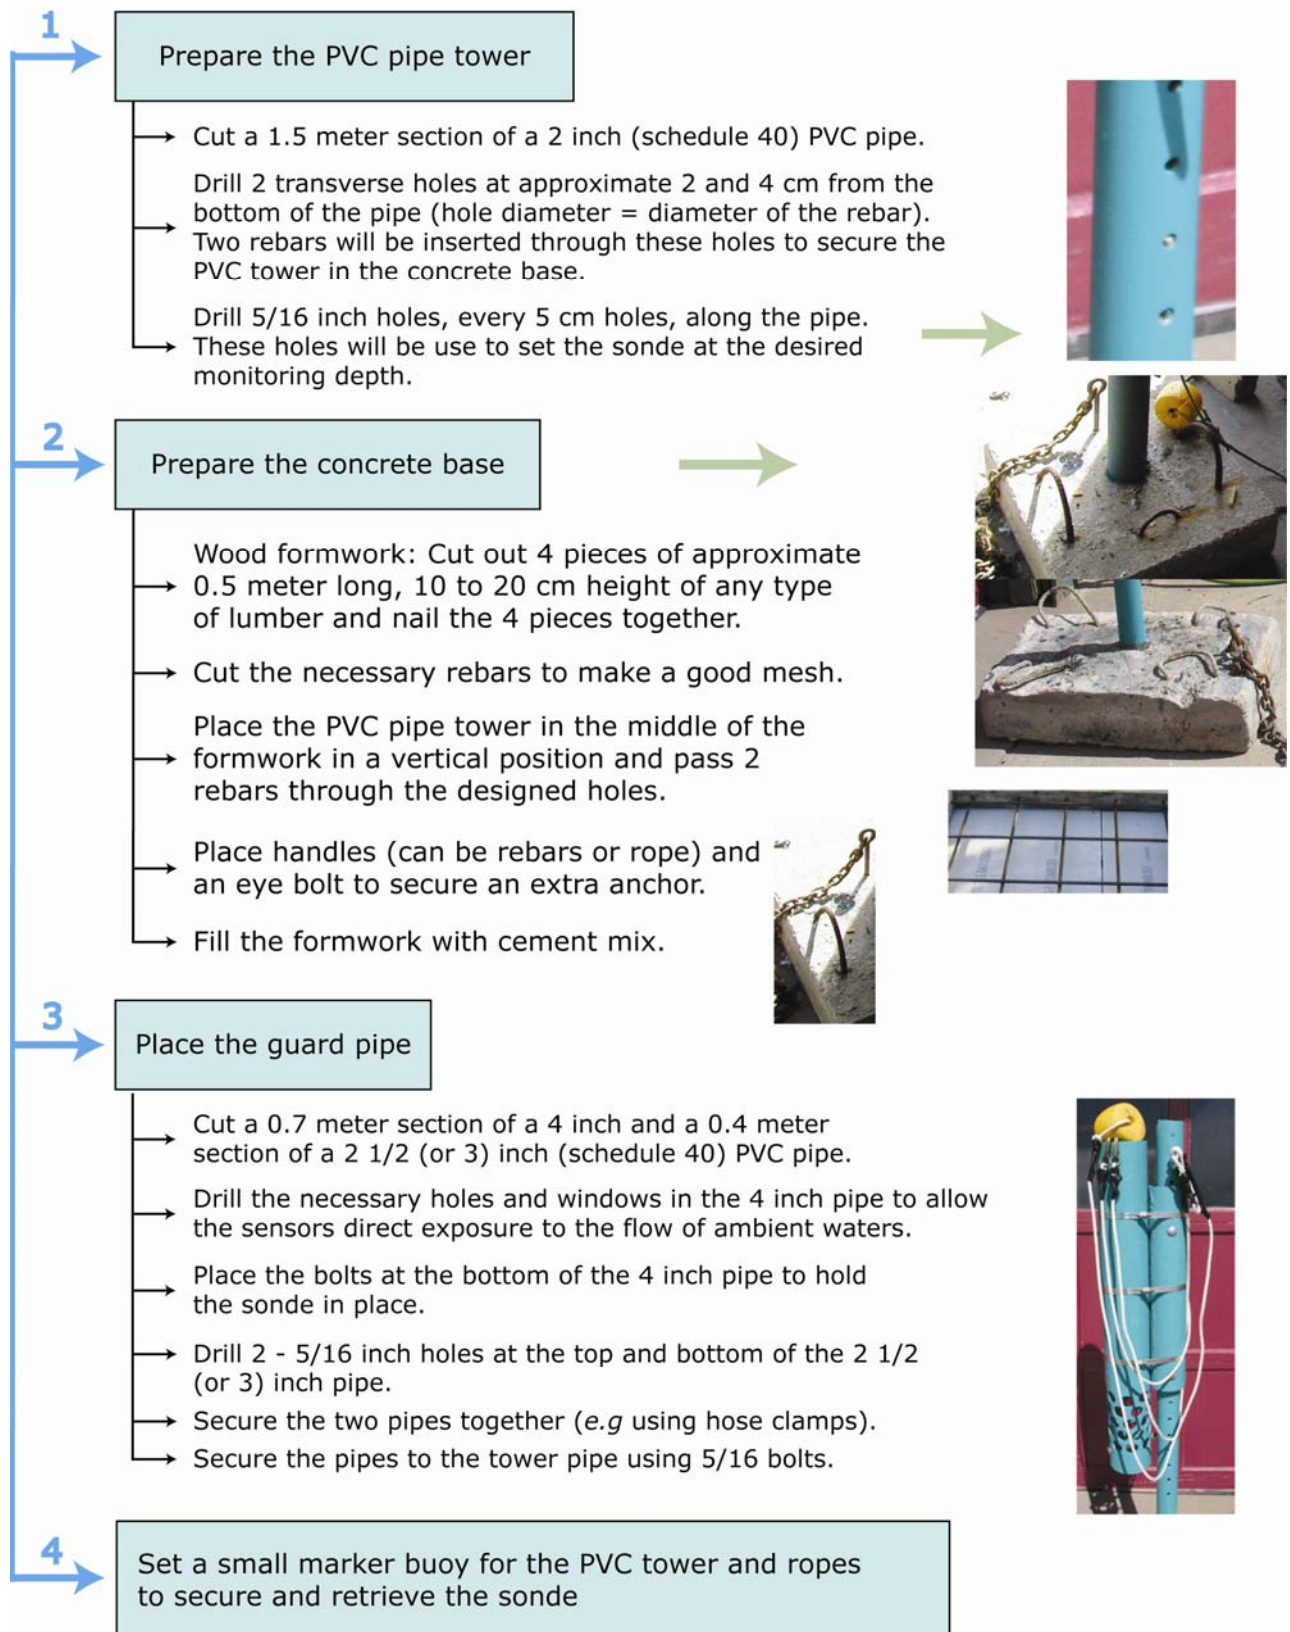 1
Prepare the PVC pipe tower
Cut a 1.5 meter section of a 2 inch (schedule 40) PVC pipe.
Drill 2 transverse holes at approximate 2 and 4 cm from the
bottom of the pipe (hole diameter = diameter of the rebar).
Two rebars will be inserted through these holes to secure the
PVC tower in the concrete base.
Drill 5/16 inch holes, every 5 cm holes, along the pipe.
These holes will be use to set the sonde at the desired
monitoring depth.
2
Prepare the concrete base
Wood formwork: Cut out 4 pieces of approximate
0.5 meter long, 10 to 20 cm height of any type
of lumber and nail the 4 pieces together.
Cut the necessary rebars to make a good mesh.
Place the PVC pipe tower in the middle of the
formwork in a vertical position and pass 2
rebars through the designed holes.
Place handles (can be rebars or rope) and
an eye bolt to secure an extra anchor.
Fill the formwork with cement mix.
3
Place the guard pipe
Cut a 0.7 meter section of a 4 inch and a 0.4 meter
section of a 2 1/2 (or 3) inch (schedule 40) PVC pipe.
Drill the necessary holes and windows in the 4 inch pipe to allow
the sensors direct exposure to the flow of ambient waters.
Place the bolts at the bottom of the 4 inch pipe to hold
the sonde in place.
Drill 2 - 5/16 inch holes at the top and bottom of the 2 1/2
(or 3) inch pipe.
Secure the two pipes together (e.g using hose clamps).
Secure the pipes to the tower pipe using 5/16 bolts.
4
Set a small marker buoy for the PVC tower and ropes
to secure and retrieve the sonde